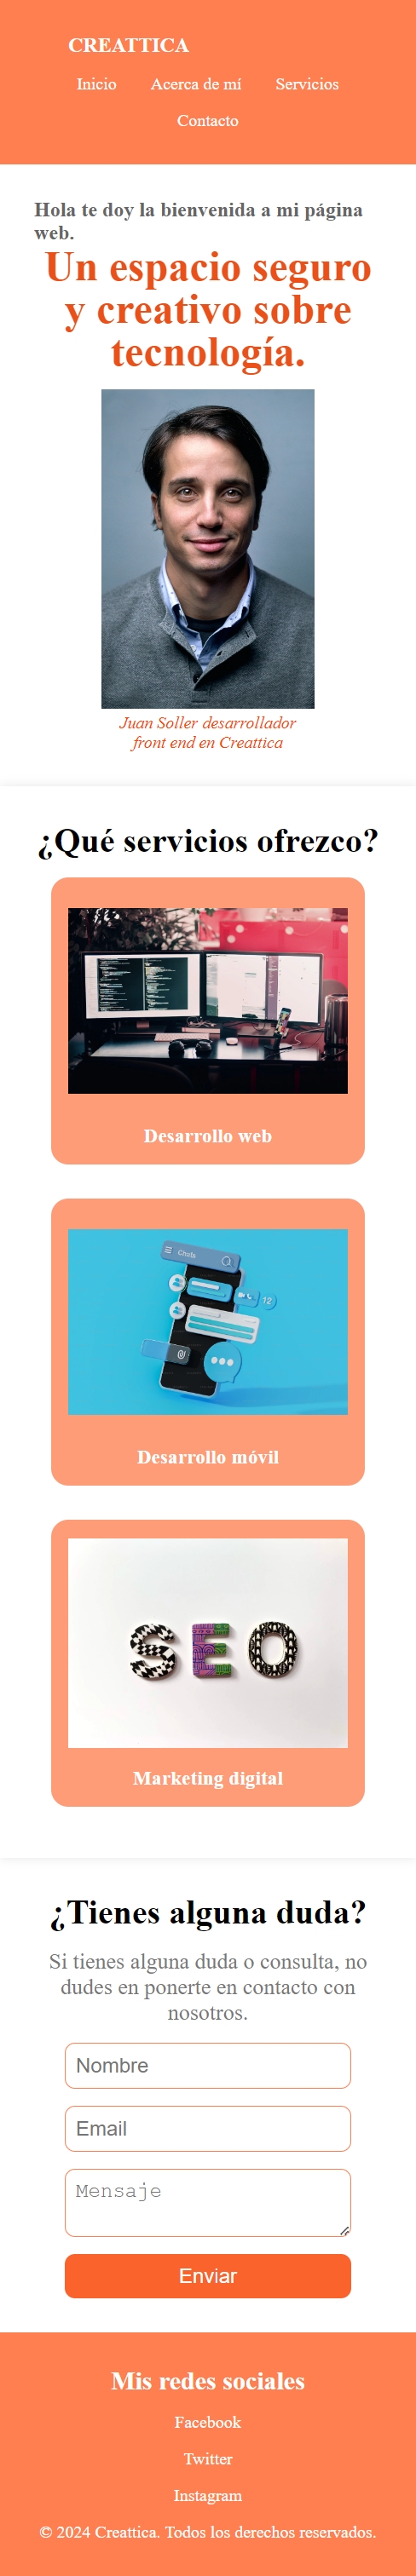 CREATTICA
Inicio Acerca de mí Servicios
Contacto
Hola te doy la bienvenida a mi página
web.
Un espacio seguro
y creativo sobre
tecnología.
Juan Soller desarrollador
front end en Creattica
¿Qué servicios ofrezco?
Desarrollo web
Chats
12
Desarrollo móvil
SEO
Marketing digital
¿Tienes alguna duda?
Si tienes alguna duda o consulta, no
dudes en ponerte en contacto con
nosotros.
Nombre
Email
Mensaje
Enviar
Mis redes sociales
Facebook
Twitter
Instagram
© 2024 Creattica. Todos los derechos reservados.